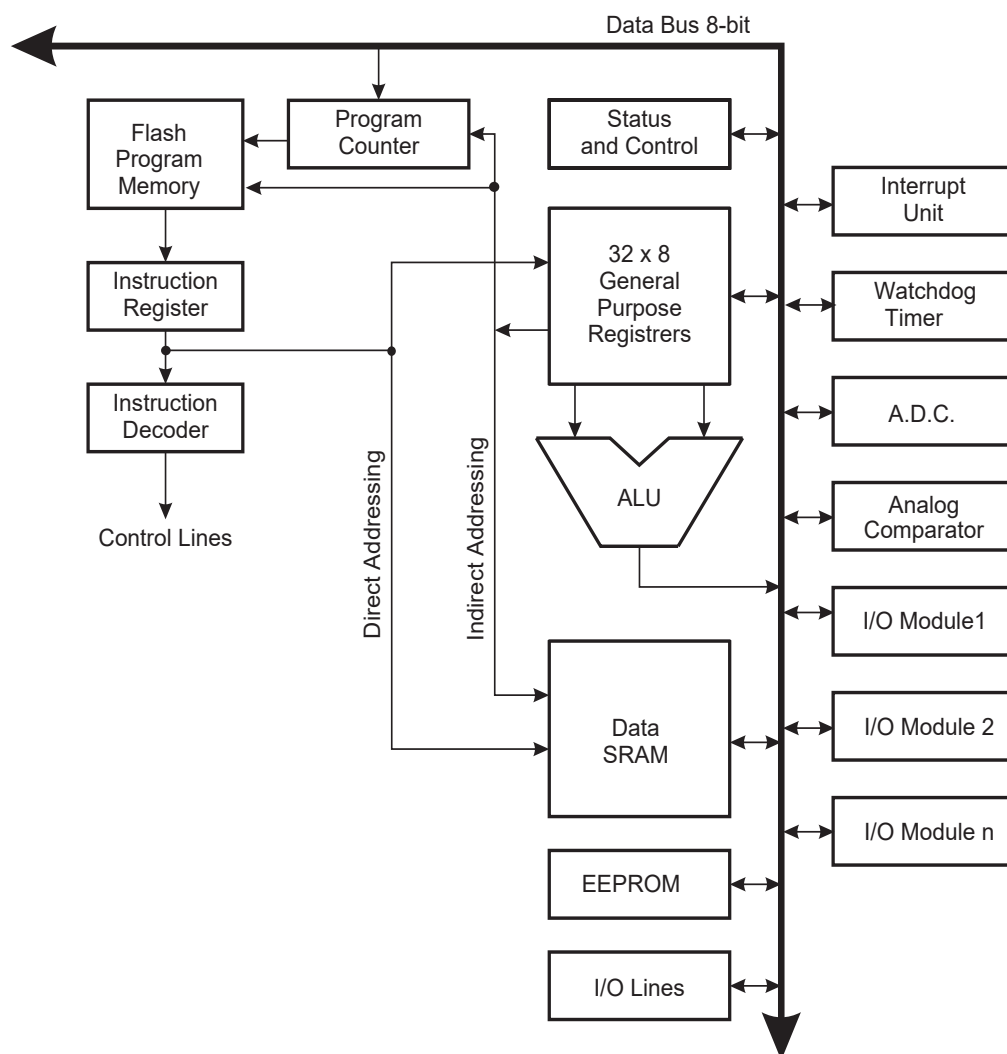 Data Bus 8-bit
Flash
Program
Memory
Program
Counter
Status
and Control
Interrupt
Unit
32 x 8
General
Purpose
Registrers
Instruction
Register
Watchdog
Timer
Instruction
Decoder
A.D.C.
Control Lines
Direct Addressing
Indirect Addressing
ALU
Analog
Comparator
I/O Module1
Data
SRAM
I/O Module 2
I/O Module n
EEPROM
I/O Lines